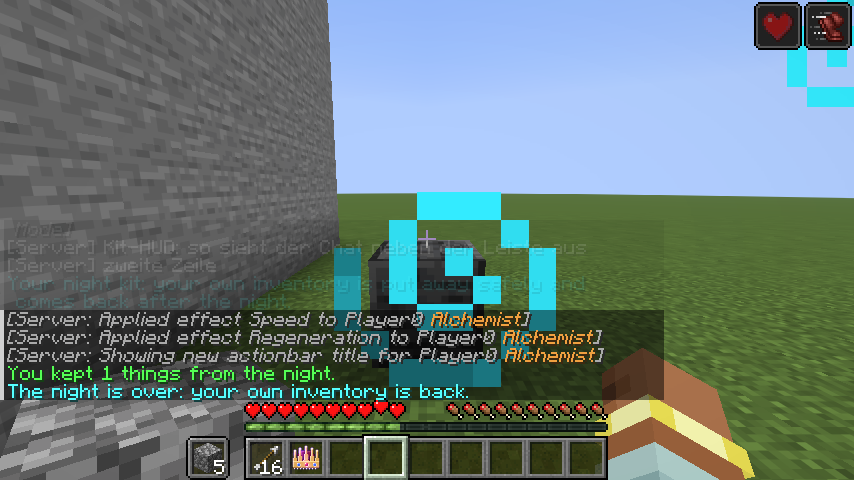 Mode]
[Server] Kit-HUD: so sieht der Chat neben den Leiste aus
[Server] zweite Zeile
Your night kit: your own inventory is put away safely and
comes back after the night.
[Server: Applied effect Speed to Player0 Alchemist]
[Server: Applied effect Regeneration to Player0 Alchemist]
[Server: Showing new actionbar title for Player0 Alchemist]
You kept 1 things from the night.
The night is over: your own inventory is back.
5
+16